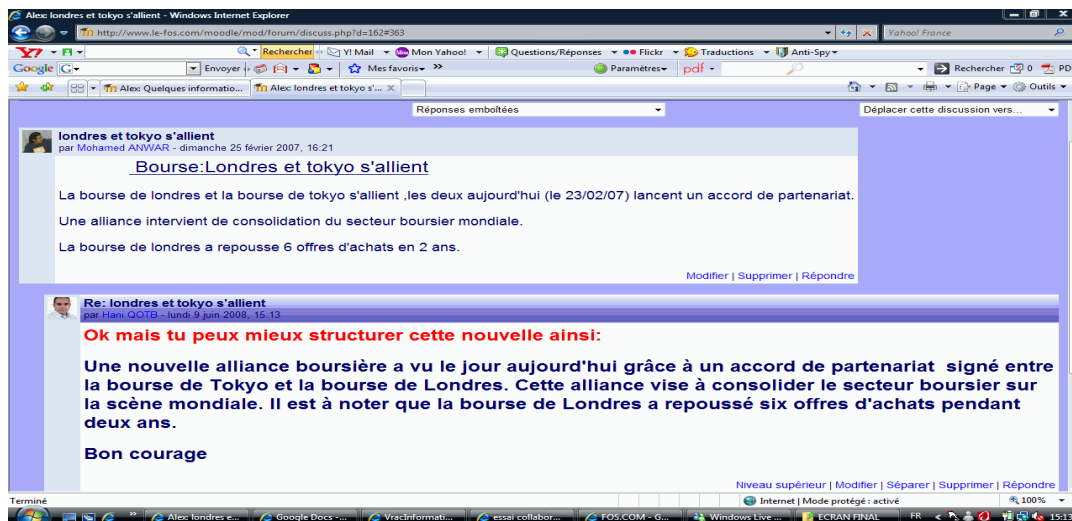 Alex: londres et tokyo s'allient - Windows Internet Explorer
http://www.le-fos.com/moodle/mod/forum/discuss.php?d=162#363
Yahoo! France
Rechercher Y! Mail Mon Yahoo! Questions/Réponses Flickr Traductions Anti-Spy
Google Envoyer Mes favoris Paramètres pdf Rechercher 0 PD
Alex: Quelques informatio... Alex: londres et tokyo s'... Page Outils
Réponses emboîtées Déplacer cette discussion vers...
londres et tokyo s'allient
par Mohamed ANWAR - dimanche 25 février 2007, 16:21
Bourse:Londres et tokyo s'allient
La bourse de londres et la bourse de tokyo s'allient ,les deux aujourd'hui (le 23/02/07) lancent un accord de partenariat.
Une alliance intervient de consolidation du secteur boursier mondiale.
La bourse de londres a repousse 6 offres d'achats en 2 ans.
Modifier | Supprimer | Répondre
Re: londres et tokyo s'allient
par Hani QOTB - lundi 9 juin 2008, 15:13
Ok mais tu peux mieux structurer cette nouvelle ainsi:
Une nouvelle alliance boursière a vu le jour aujourd'hui grâce à un accord de partenariat signé entre
la bourse de Tokyo et la bourse de Londres. Cette alliance vise à consolider le secteur boursier sur
la scène mondiale. Il est à noter que la bourse de Londres a repoussé six offres d'achats pendant
deux ans.
Bon courage
Niveau supérieur | Modifier | Séparer | Supprimer | Répondre
Terminé Internet | Mode protégé : activé 100%
Alex: londres e... Google Docs -... VracInformati... essai collabor... FOS.COM - G... Windows Live ... ECRAN FINAL FR 15:13